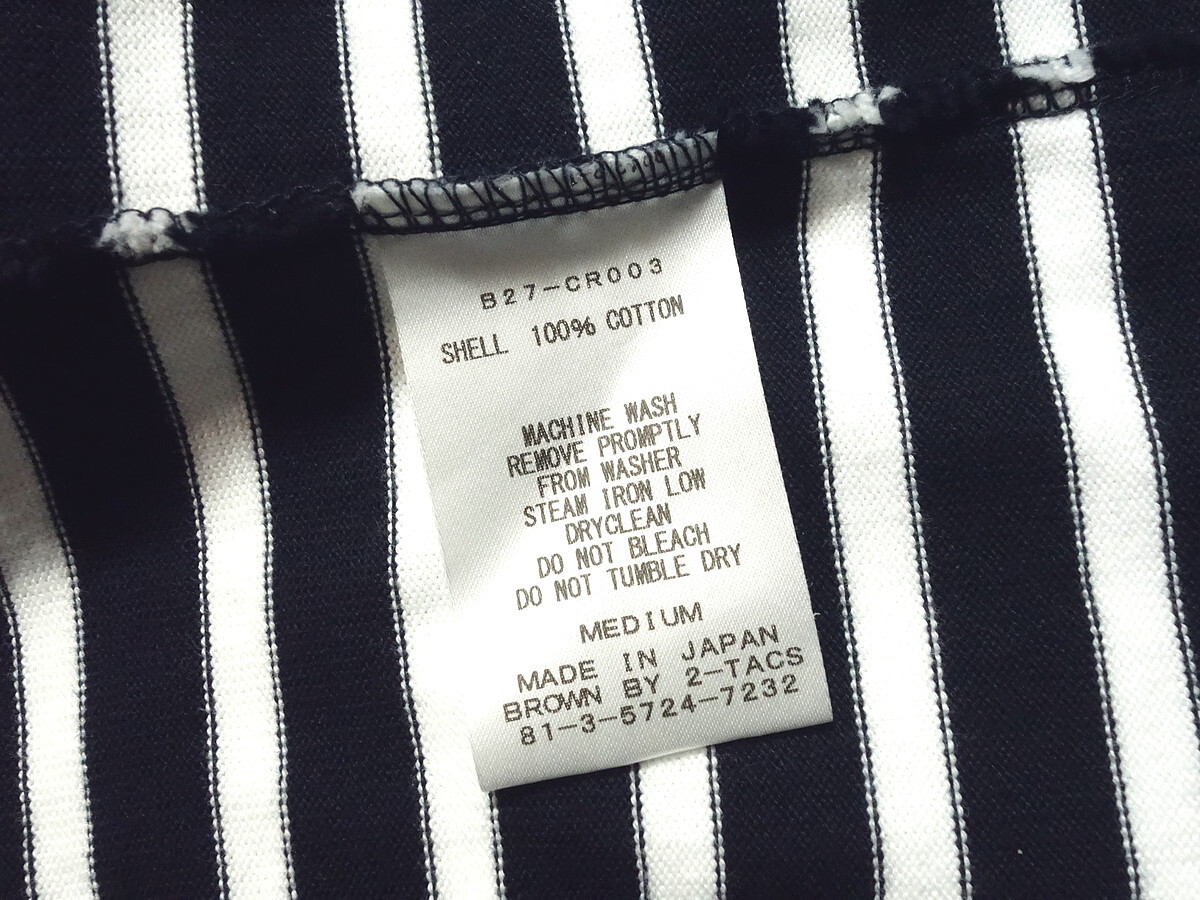 B27-CR003
SHELL 100% COTTON
MACHINE WASH
REMOVE PROMPTLY
FROM WASHER
STEAM IRON LOW
DRYCLEAN
DO NOT BLEACH
DO NOT TUMBLE DRY
MEDIUM
MADE IN JAPAN
BROWN BY 2-TACS
81-3-5724-7232